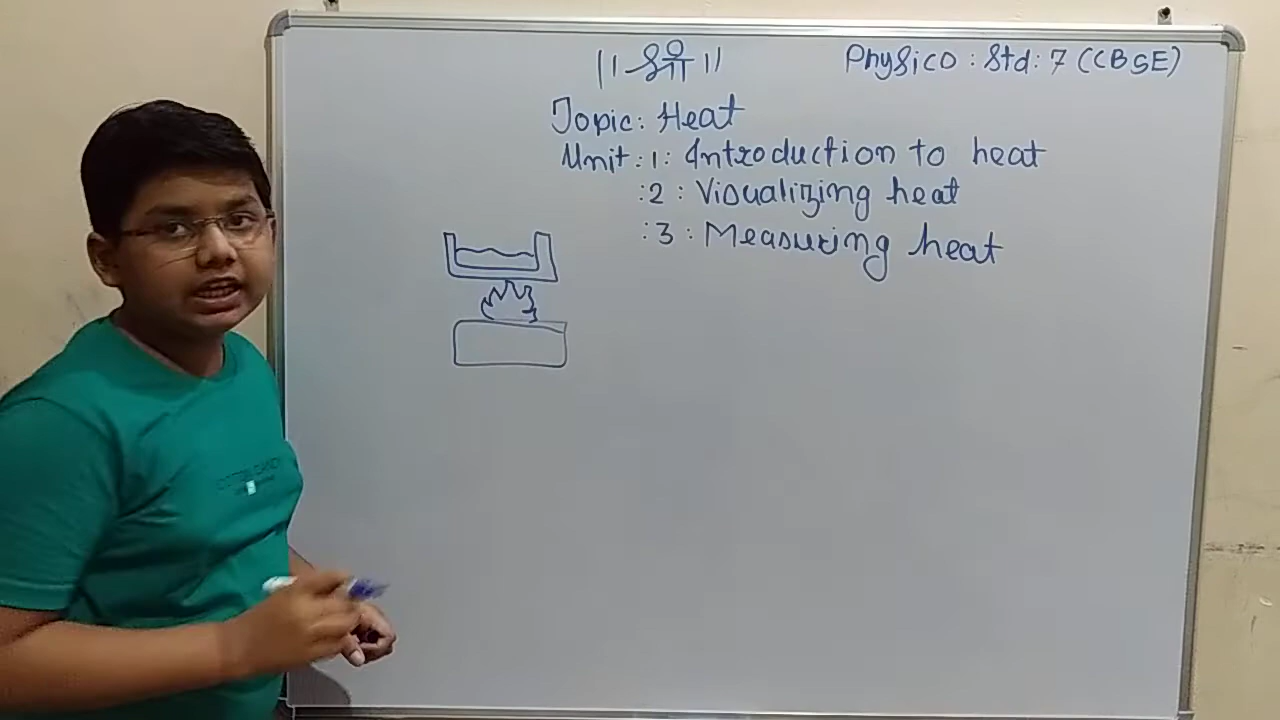 ॥ श्री ॥
Physics : Std: 7 (CBSE)
Topic: Heat
Unit : 1 : Introduction to heat
: 2 : Visualizing heat
: 3 : Measuring heat